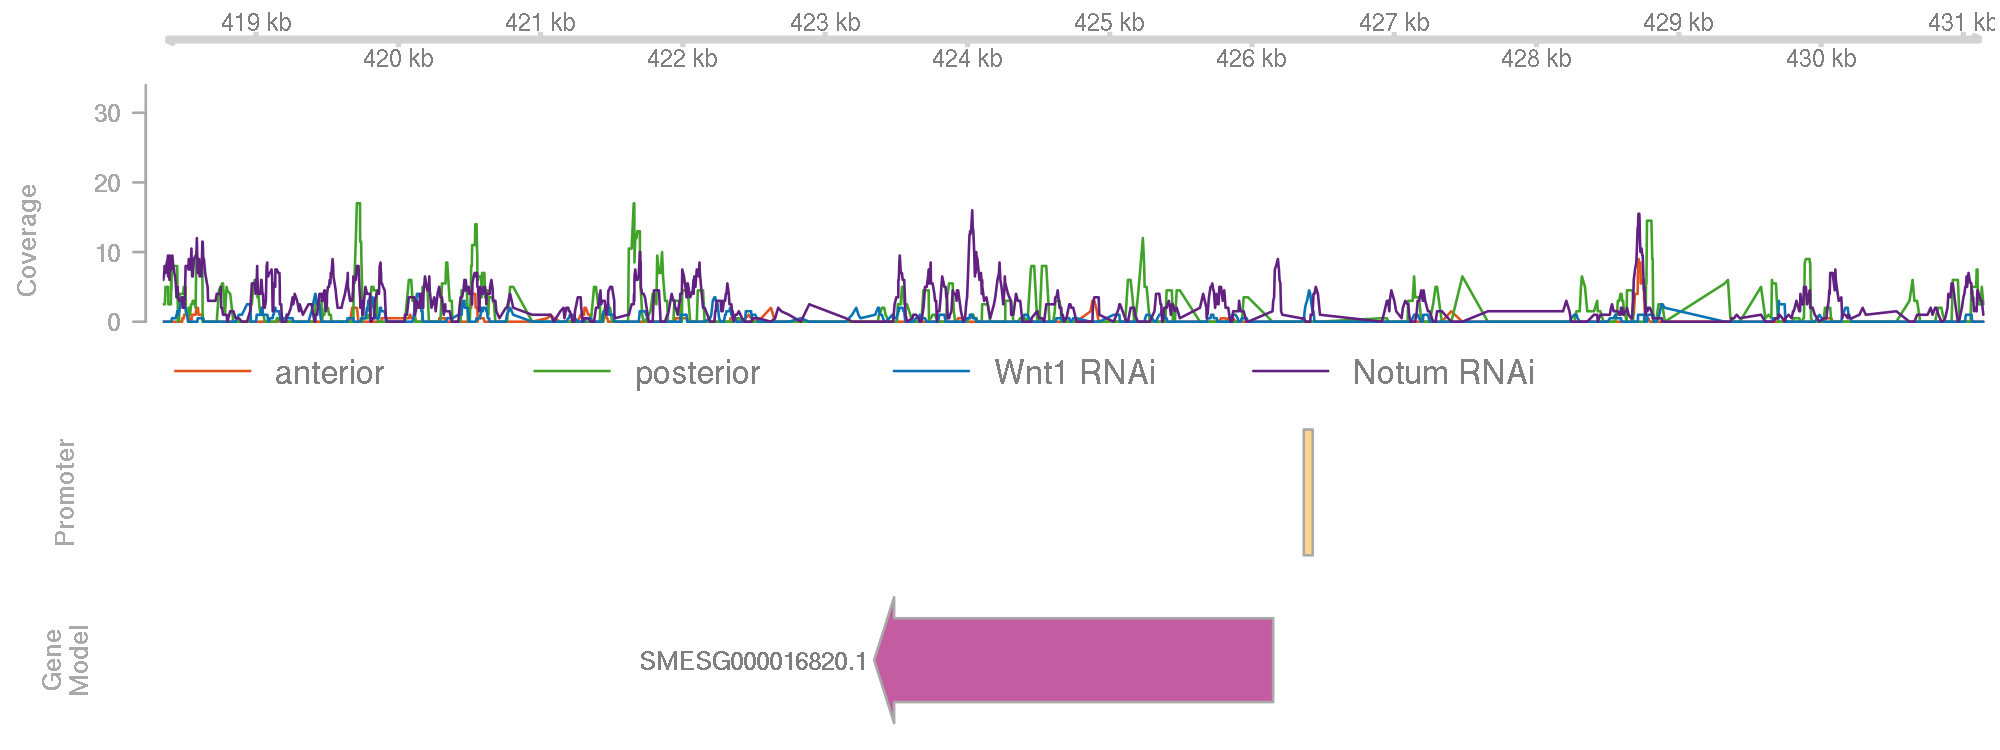 419 kb 421 kb 423 kb 425 kb 427 kb 429 kb 431 kb
420 kb 422 kb 424 kb 426 kb 428 kb 430 kb
30
20
10
0
Coverage
anterior posterior Wnt1 RNAi Notum RNAi
Promoter
Gene
Model
SMESG000016820.1